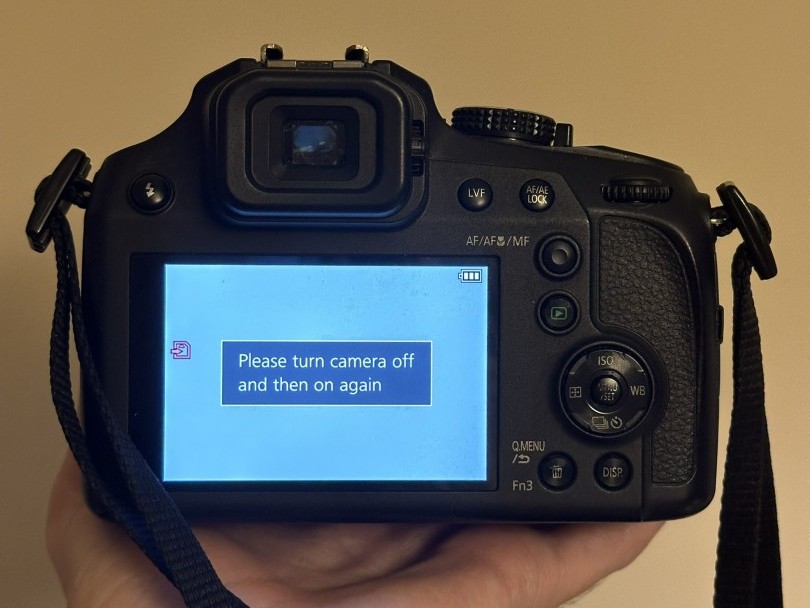 LVF
AF/AE
LOCK
AF/AF /MF
Please turn camera off
and then on again
ISO
MENU
/SET
WB
Q.MENU
/
Fn3
DISP.